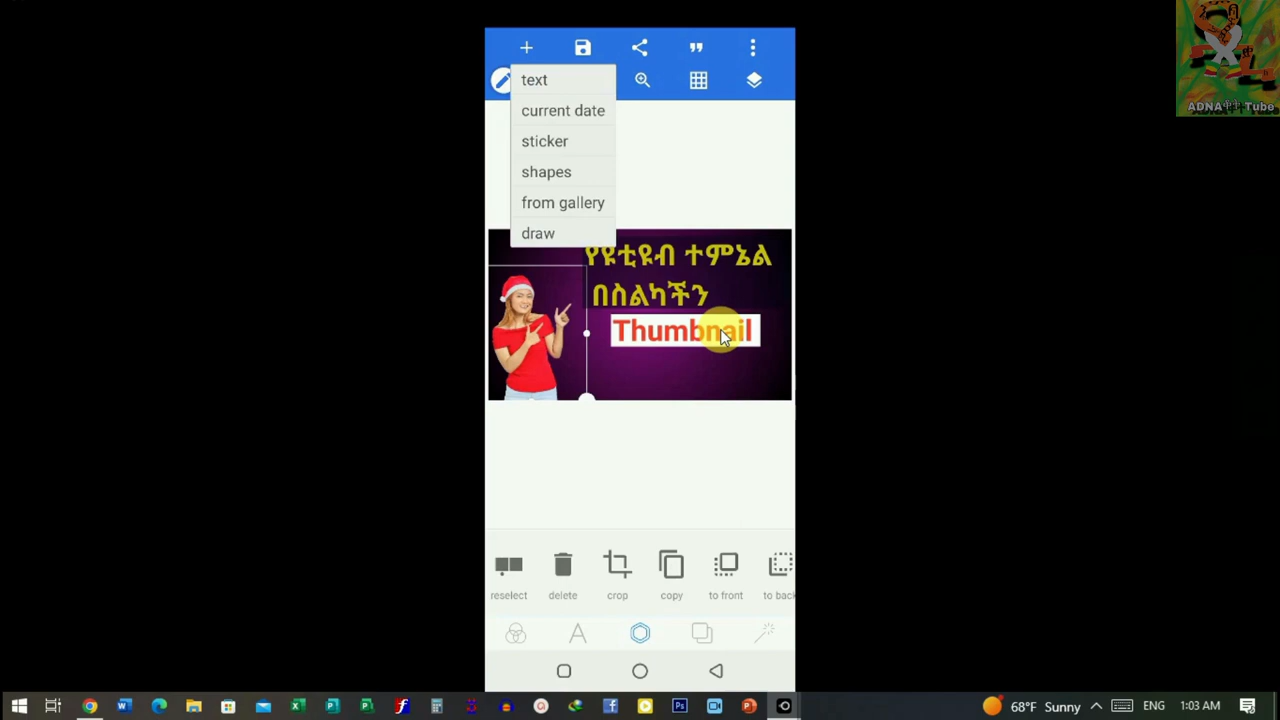 ADNAቀቀ Tube
text
current date
sticker
shapes
from gallery
draw
የዩቲዩብ ተምኔል
በስልካችን
Thumbnail
reselect
delete
crop
copy
to front
to back
68°F Sunny
ENG
1:03 AM